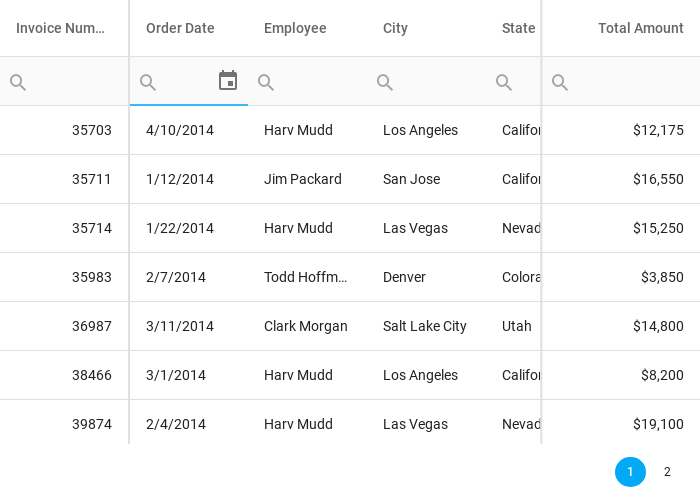 Invoice Num... Order Date Employee City State Total Amount
35703 4/10/2014 Harv Mudd Los Angeles Califor $12,175
35711 1/12/2014 Jim Packard San Jose Califor $16,550
35714 1/22/2014 Harv Mudd Las Vegas Nevad $15,250
35983 2/7/2014 Todd Hoffm... Denver Colora $3,850
36987 3/11/2014 Clark Morgan Salt Lake City Utah $14,800
38466 3/1/2014 Harv Mudd Los Angeles Califor $8,200
39874 2/4/2014 Harv Mudd Las Vegas Nevad $19,100
1 2